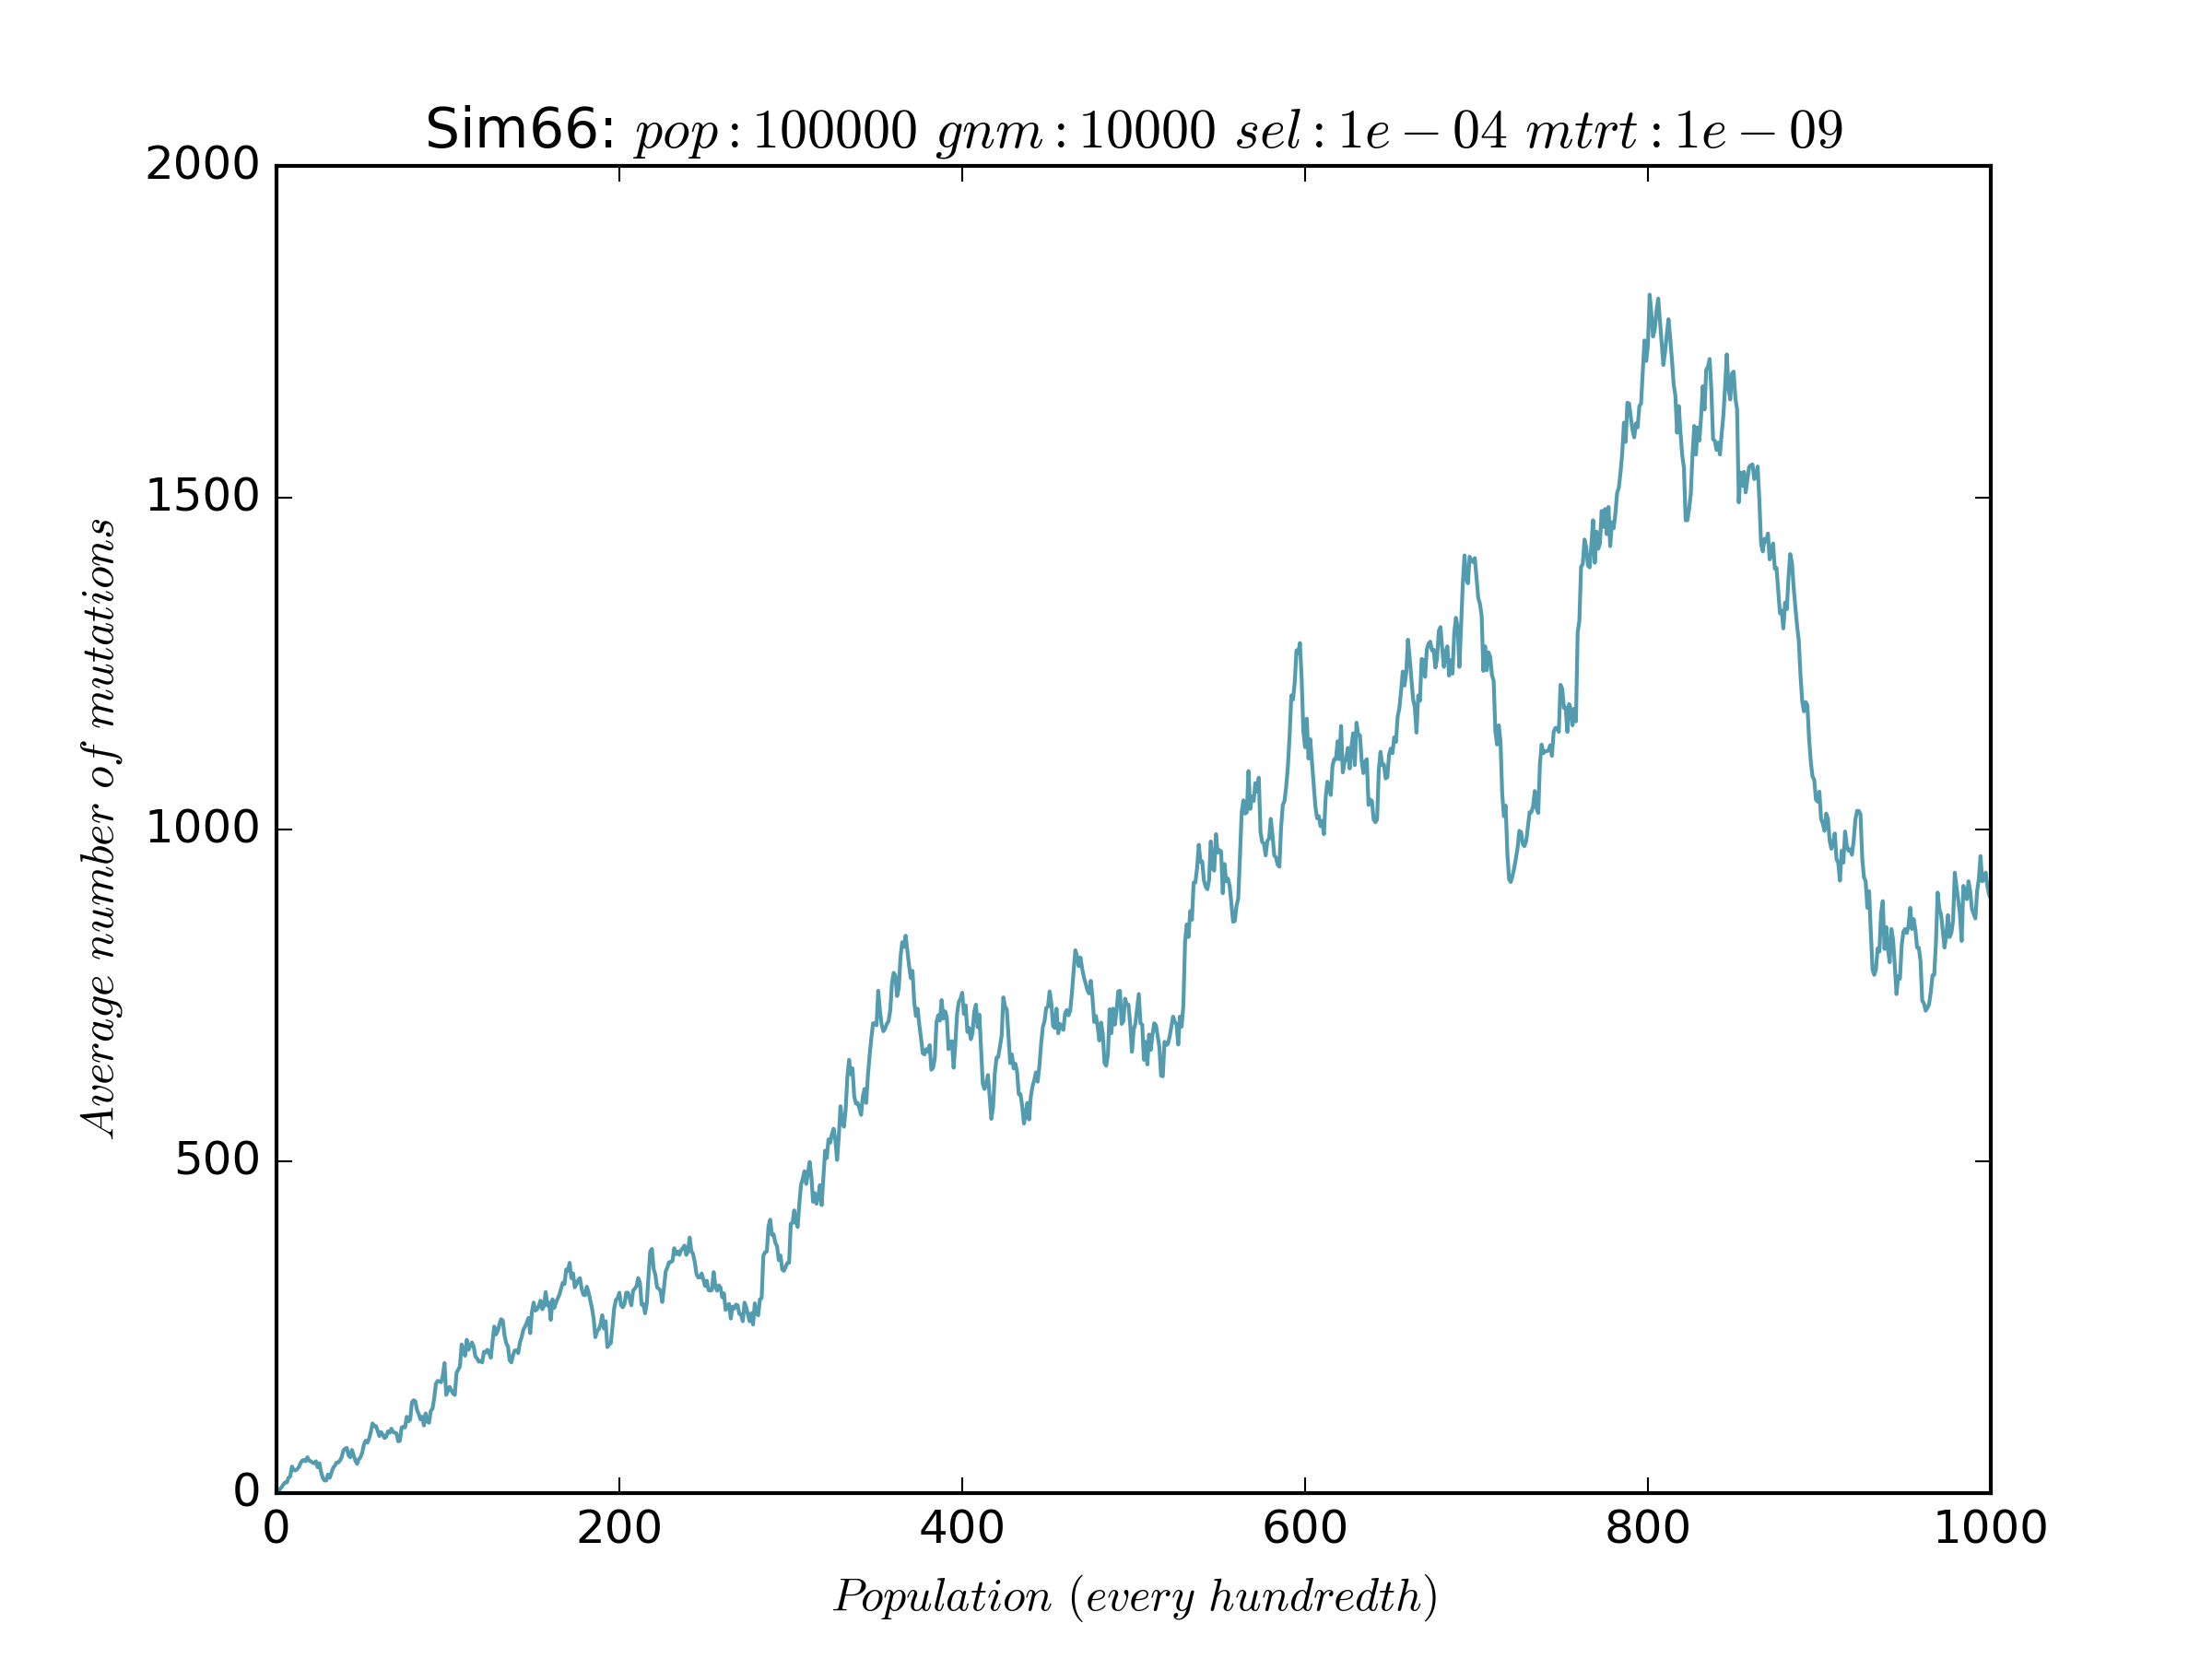 Sim66: pop : 100000 gnm : 10000 sel : 1e − 04 mtrt : 1e − 09
2000
1500
1000
500
0
Average number of mutations
0 200 400 600 800 1000
Population (every hundredth)